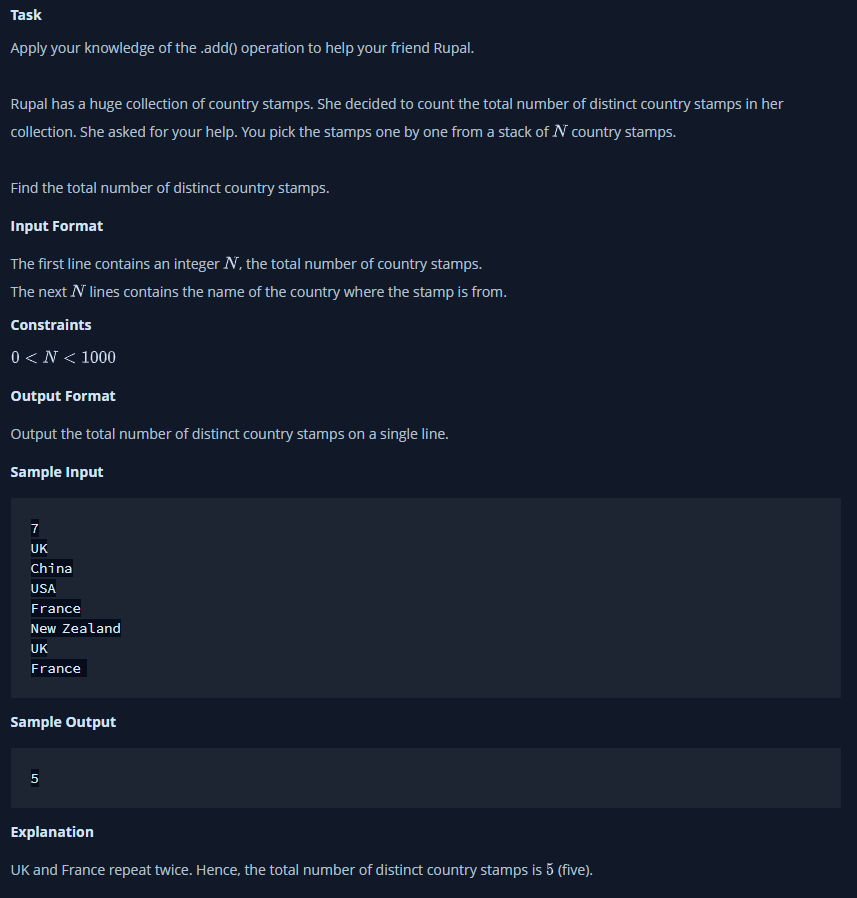 Task
Apply your knowledge of the .add() operation to help your friend Rupal.
Rupal has a huge collection of country stamps. She decided to count the total number of distinct country stamps in her
collection. She asked for your help. You pick the stamps one by one from a stack of N country stamps.
Find the total number of distinct country stamps.
Input Format
The first line contains an integer N, the total number of country stamps.
The next N lines contains the name of the country where the stamp is from.
Constraints
0 < N < 1000
Output Format
Output the total number of distinct country stamps on a single line.
Sample Input
7
UK
China
USA
France
New Zealand
UK
France
Sample Output
5
Explanation
UK and France repeat twice. Hence, the total number of distinct country stamps is 5 (five).